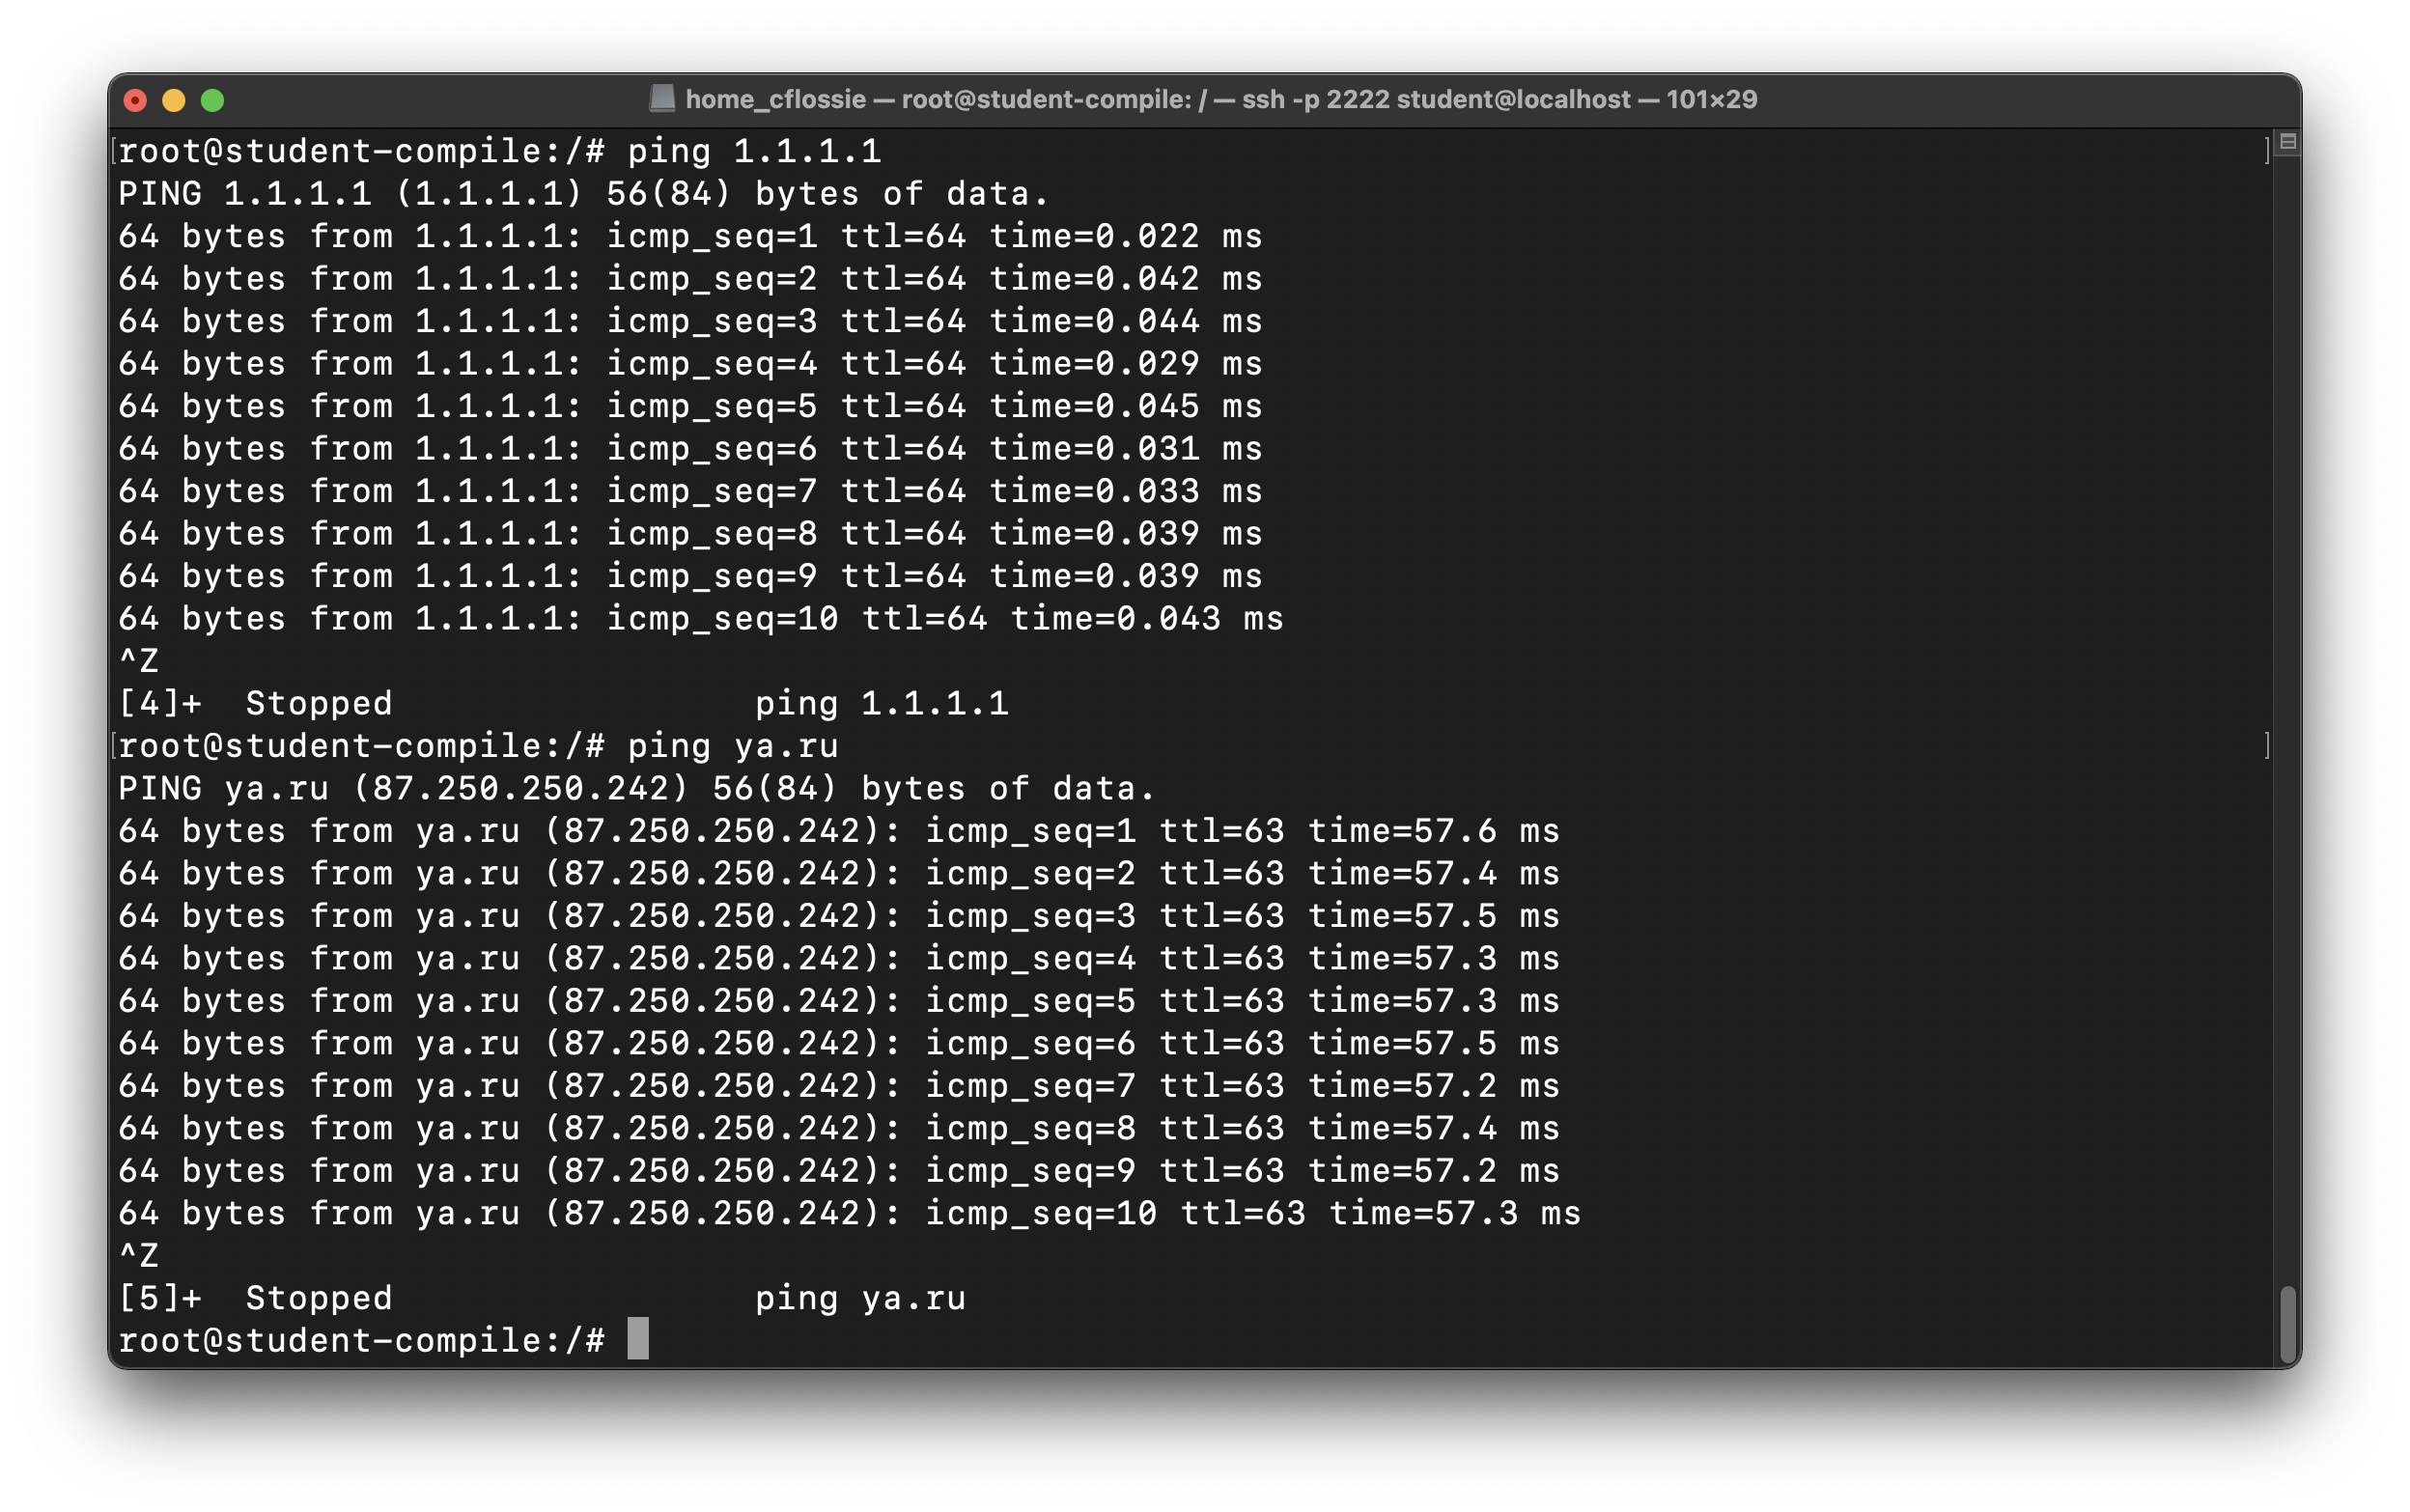 home_cflossie — root@student-compile: / — ssh -p 2222 student@localhost — 101×29
root@student-compile:/# ping 1.1.1.1
PING 1.1.1.1 (1.1.1.1) 56(84) bytes of data.
64 bytes from 1.1.1.1: icmp_seq=1 ttl=64 time=0.022 ms
64 bytes from 1.1.1.1: icmp_seq=2 ttl=64 time=0.042 ms
64 bytes from 1.1.1.1: icmp_seq=3 ttl=64 time=0.044 ms
64 bytes from 1.1.1.1: icmp_seq=4 ttl=64 time=0.029 ms
64 bytes from 1.1.1.1: icmp_seq=5 ttl=64 time=0.045 ms
64 bytes from 1.1.1.1: icmp_seq=6 ttl=64 time=0.031 ms
64 bytes from 1.1.1.1: icmp_seq=7 ttl=64 time=0.033 ms
64 bytes from 1.1.1.1: icmp_seq=8 ttl=64 time=0.039 ms
64 bytes from 1.1.1.1: icmp_seq=9 ttl=64 time=0.039 ms
64 bytes from 1.1.1.1: icmp_seq=10 ttl=64 time=0.043 ms
^Z
[4]+  Stopped                 ping 1.1.1.1
root@student-compile:/# ping ya.ru
PING ya.ru (87.250.250.242) 56(84) bytes of data.
64 bytes from ya.ru (87.250.250.242): icmp_seq=1 ttl=63 time=57.6 ms
64 bytes from ya.ru (87.250.250.242): icmp_seq=2 ttl=63 time=57.4 ms
64 bytes from ya.ru (87.250.250.242): icmp_seq=3 ttl=63 time=57.5 ms
64 bytes from ya.ru (87.250.250.242): icmp_seq=4 ttl=63 time=57.3 ms
64 bytes from ya.ru (87.250.250.242): icmp_seq=5 ttl=63 time=57.3 ms
64 bytes from ya.ru (87.250.250.242): icmp_seq=6 ttl=63 time=57.5 ms
64 bytes from ya.ru (87.250.250.242): icmp_seq=7 ttl=63 time=57.2 ms
64 bytes from ya.ru (87.250.250.242): icmp_seq=8 ttl=63 time=57.4 ms
64 bytes from ya.ru (87.250.250.242): icmp_seq=9 ttl=63 time=57.2 ms
64 bytes from ya.ru (87.250.250.242): icmp_seq=10 ttl=63 time=57.3 ms
^Z
[5]+  Stopped                 ping ya.ru
root@student-compile:/#